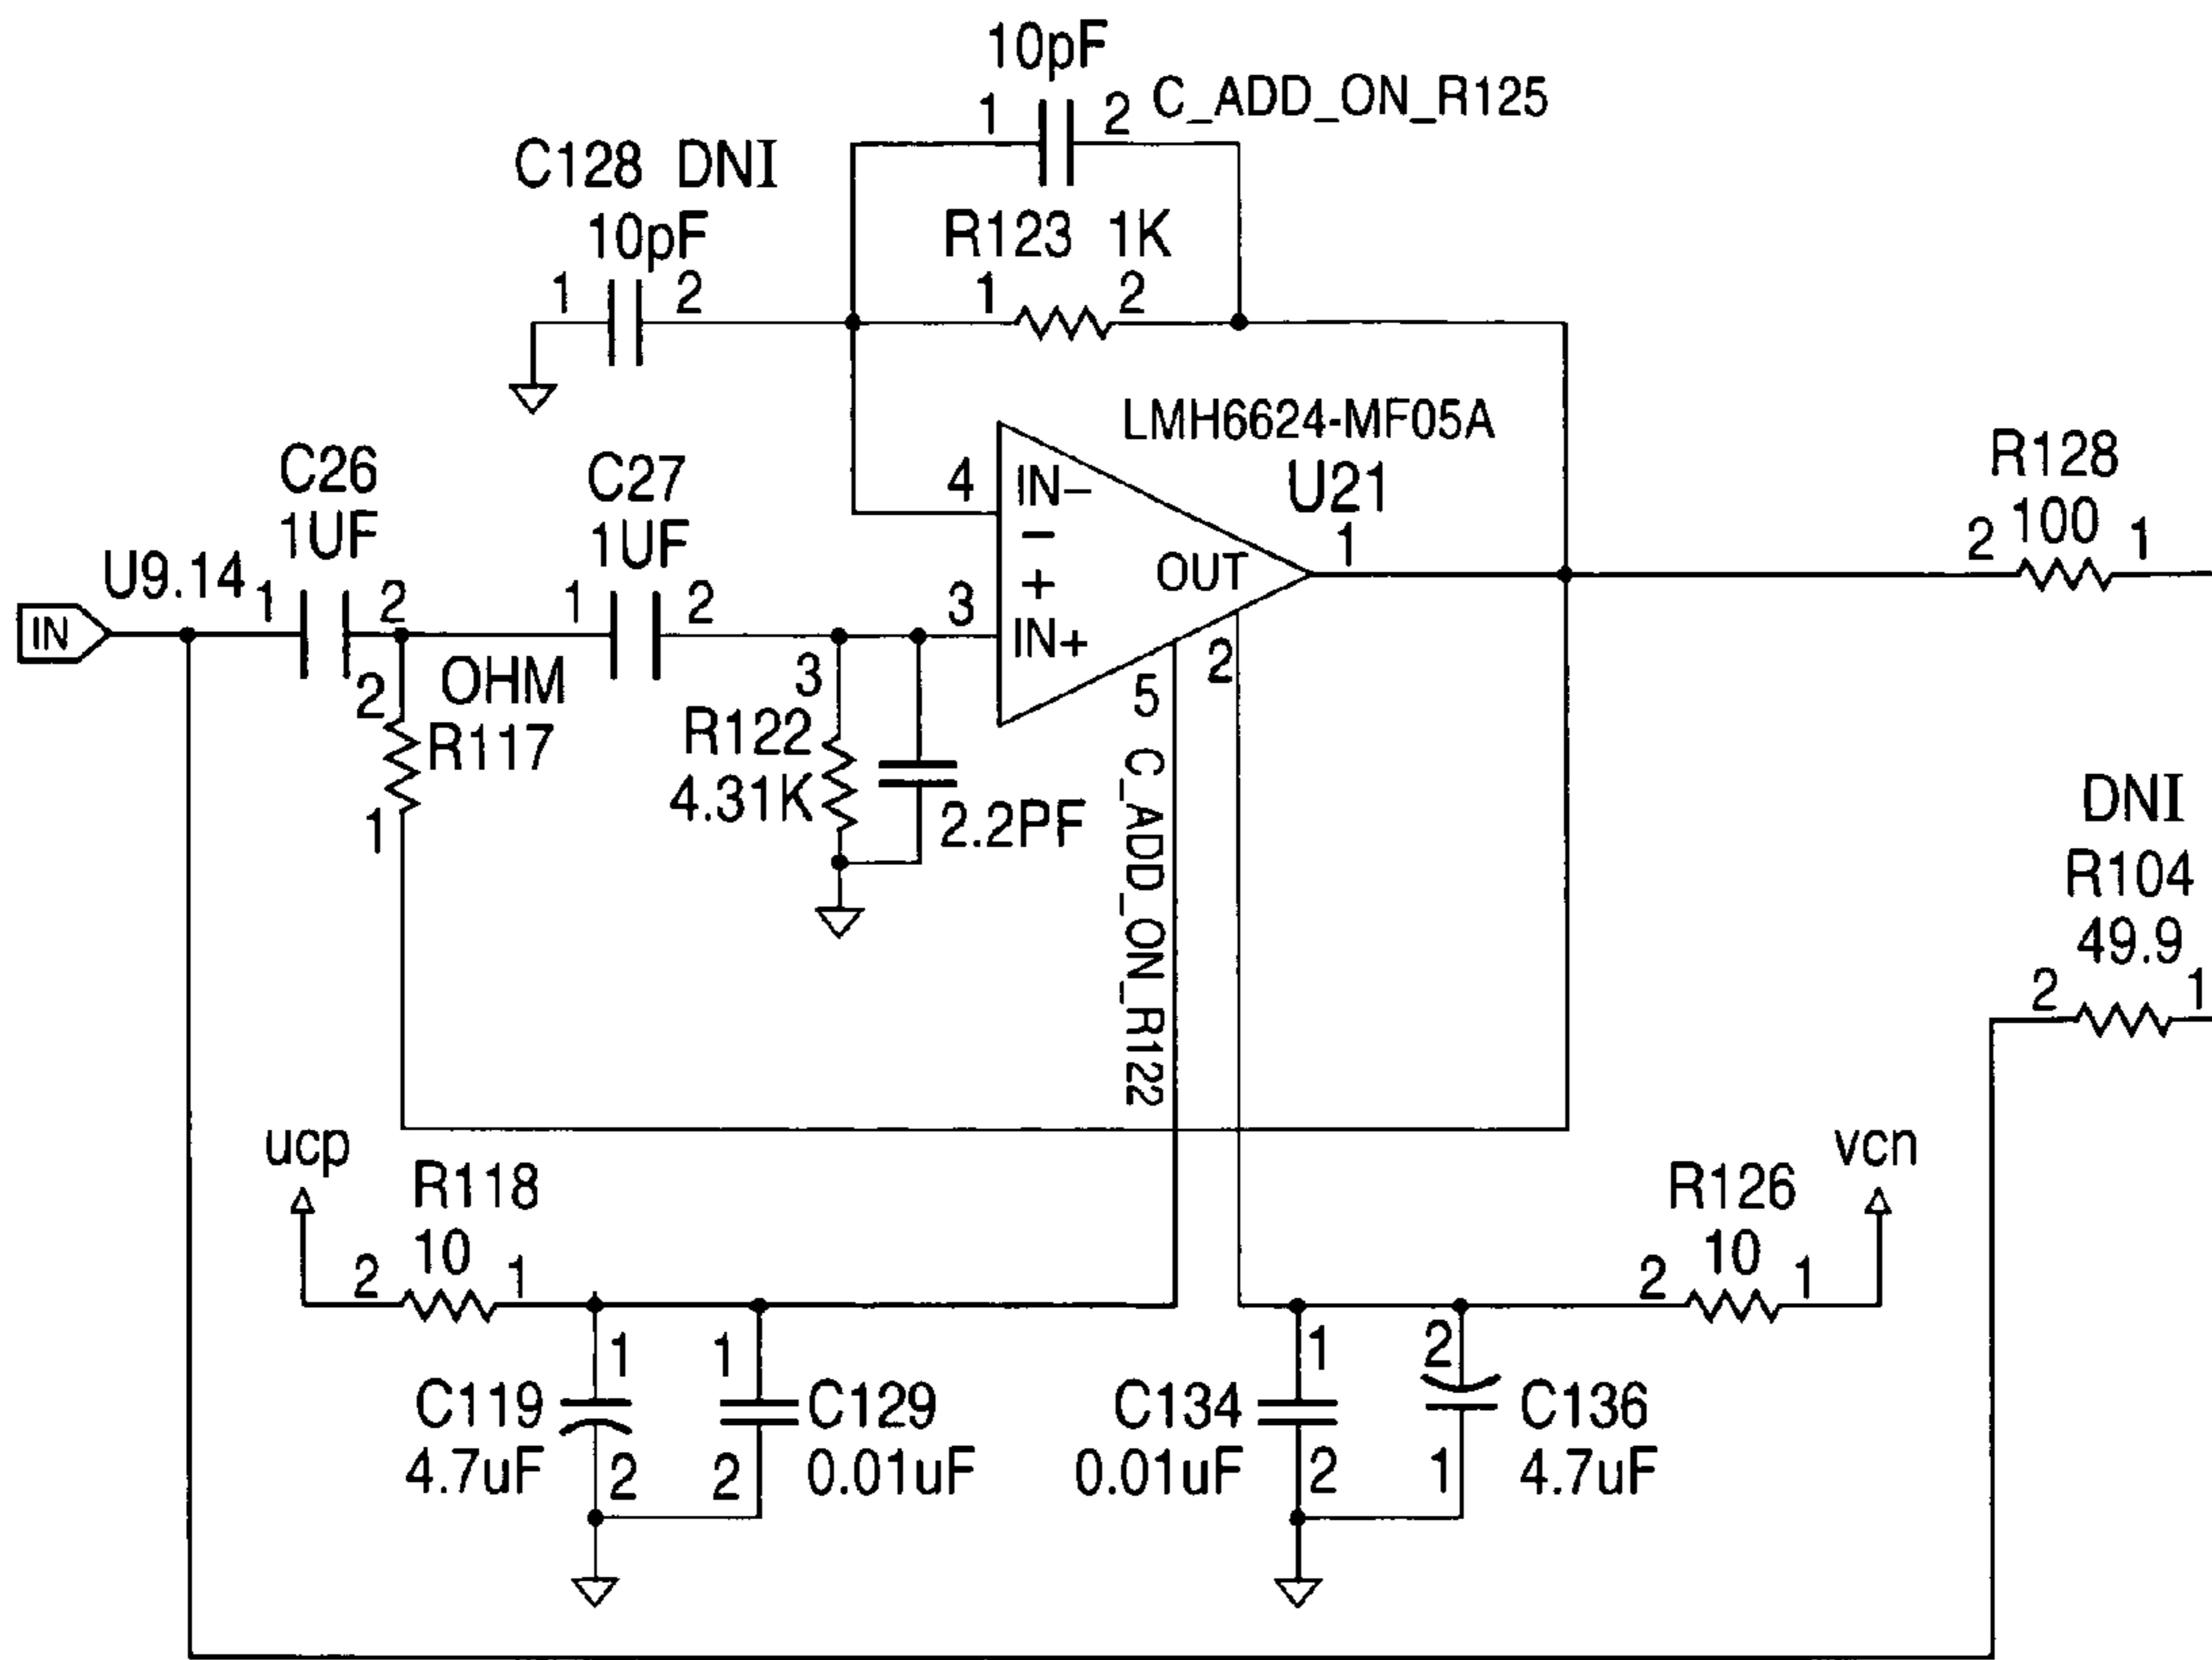 10pF
1 2 C_ADD_ON_R125
C128 DNI
10pF
R123 1K
1 2
1 2
LMH6624-MF05A
U21
C26
1UF
C27
1UF
4 IN-
-
+
3 IN+
OUT
1
R128
100
2 1
U9.14
IN
1 2
1 2
2
OHM
R117
1
3
R122
4.31K
2.2PF
5
2
C_ADD_ON_R122
DNI
R104
49.9
2 1
ucp
R118
10
2 1
vcn
R126
10
2 1
1
C119
4.7uF
2
1
C129
0.01uF
2
1
C134
0.01uF
2
2
C136
4.7uF
1